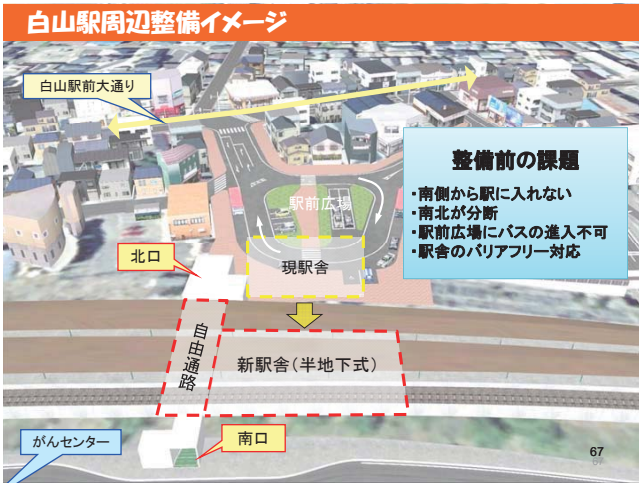 白山駅周辺整備イメージ
白山駅前大通り
整備前の課題
・南側から駅に入れない
・南北が分断
・駅前広場にバスの進入不可
・駅舎のバリアフリー対応
駅前広場
北口
現駅舎
自由通路
新駅舎(半地下式)
がんセンター
南口
67